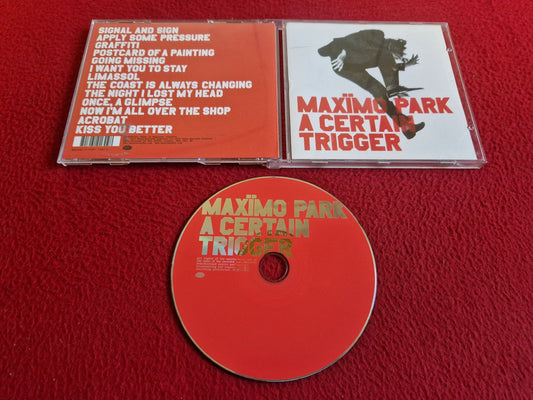 SIGNAL AND SIGN
APPLY SOME PRESSURE
GRAFFITI
POSTCARD OF A PAINTING
GOING MISSING
I WANT YOU TO STAY
LIMASSOL
THE COAST IS ALWAYS CHANGING
THE NIGHT I LOST MY HEAD
ONCE, A GLIMPSE
NOW I'M ALL OVER THE SHOP
ACROBAT
KISS YOU BETTER
MAXÏMO PARK
A CERTAIN
TRIGGER
MAXÏMO PARK
A CERTAIN
TRIGGER